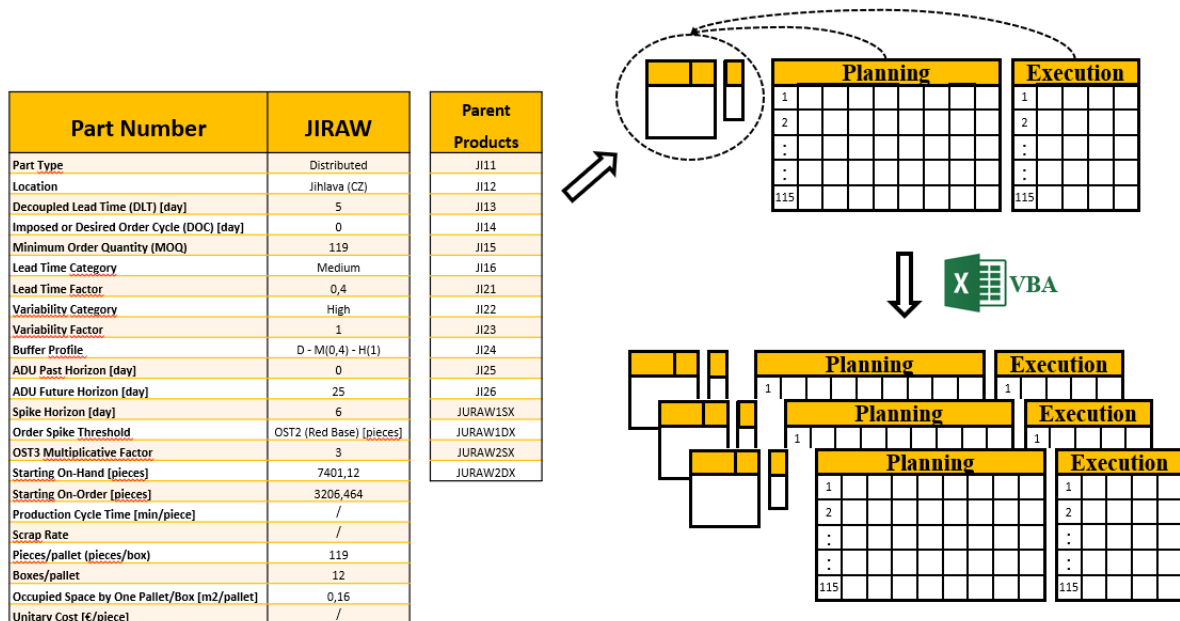 Part Number JIRAW
Part Type Distributed
Location Jihlava (CZ)
Decoupled Lead Time (DLT) [day] 5
Imposed or Desired Order Cycle (DOC) [day] 0
Minimum Order Quantity (MOQ) 119
Lead Time Category Medium
Lead Time Factor 0,4
Variability Category High
Variability Factor 1
Buffer Profile D - M(0,4) - H(1)
ADU Past Horizon [day] 0
ADU Future Horizon [day] 25
Spike Horizon [day] 6
Order Spike Threshold OST2 (Red Base) [pieces]
OST3 Multiplicative Factor 3
Starting On-Hand [pieces] 7401,12
Starting On-Order [pieces] 3206,464
Production Cycle Time [min/piece] /
Scrap Rate /
Pieces/pallet (pieces/box) 119
Boxes/pallet 12
Occupied Space by One Pallet/Box [m2/pallet] 0,16
Unitary Cost [€/piece] /
Parent
Products
JI11
JI12
JI13
JI14
JI15
JI16
JI21
JI22
JI23
JI24
JI25
JI26
JURAW1SX
JURAW1DX
JURAW2SX
JURAW2DX
Planning
1
2
:
:
115
Execution
1
2
:
:
115
X VBA
Planning
1
Execution
1
Planning
1
Execution
1
Planning
1
2
:
:
115
Execution
1
2
:
:
115